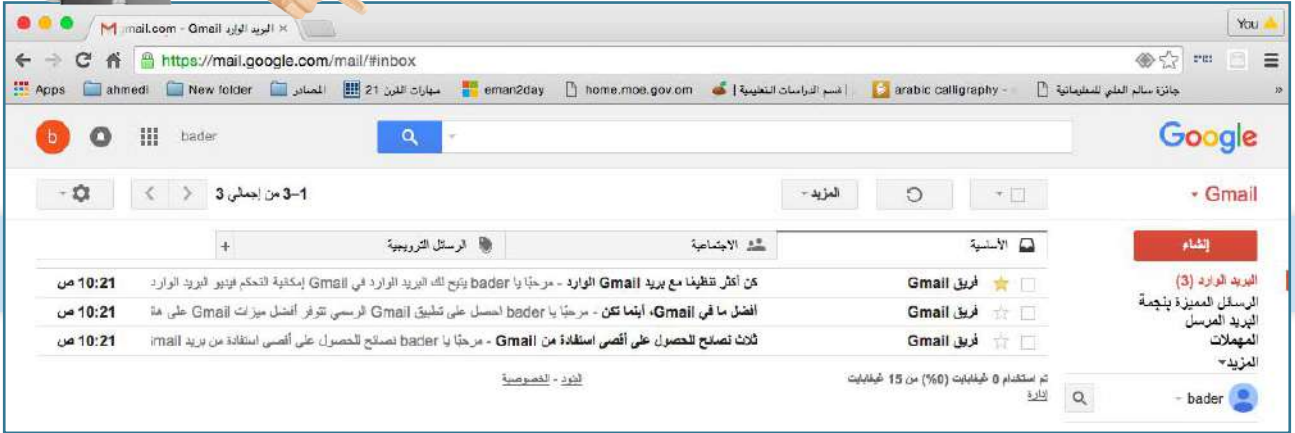 mail.com - Gmail البريد الوارد ×
You
https://mail.google.com/mail/#inbox
Apps ahmedi New folder المصادر مهارات القرن 21 eman2day home.moe.gov.om قسم الدراسات التعليمية | arabic calligraphy - جائزة سالم »
b bader Google
Gmail
المزيد
1–3 من إجمالي 3
إنشاء
الأساسية
الاجتماعية
الرسائل الترويجية
+
البريد الوارد (3)
الرسائل المميزة بنجمة
البريد المرسل
المهملات
المزيد
bader
فريق Gmail كن أكثر تنظيفا مع بريد Gmail الوارد - مرحبًا يا bader يتيح لك البريد الوارد في Gmail إمكانية التحكم فيديو البريد الوارد 10:21 ص
فريق Gmail أفضل ما في Gmail، أينما تكن - مرحبًا يا bader احصل على تطبيق Gmail الرسمي تتوفر أفضل ميزات Gmail على 10:21 ص
فريق Gmail ثلاث نصائح للحصول على أقصى استفادة من Gmail - مرحبًا يا bader نصائح للحصول على أقصى استفادة من بريد 10:21 ص
تم استخدام 0 غيغابايت (0%) من 15 غيغابايت
إدارة
البنود - الخصوصية